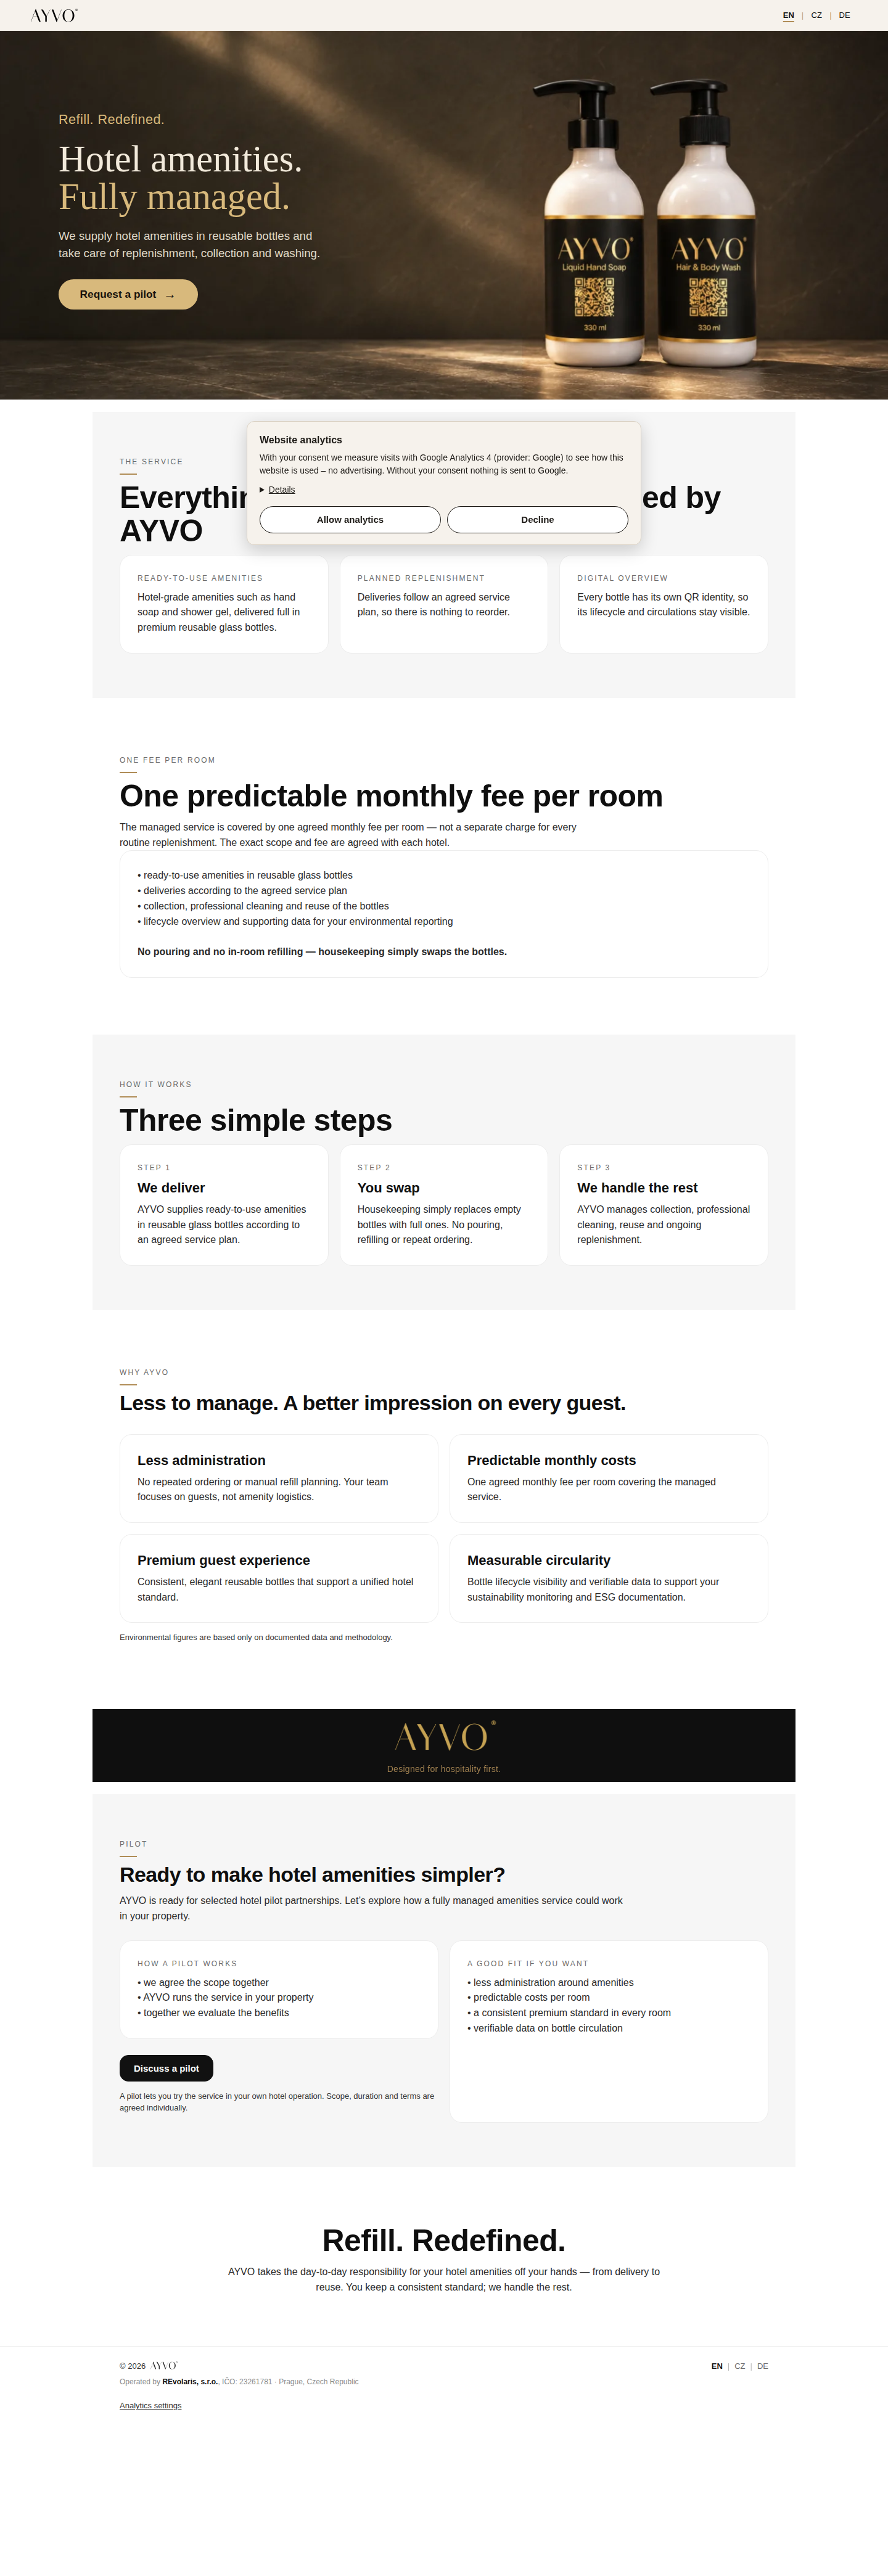 AYVO®
EN | CZ | DE
Refill. Redefined.
Hotel amenities.
Fully managed.
We supply hotel amenities in reusable bottles and
take care of replenishment, collection and washing.
Request a pilot →
AYVO®
Liquid Hand Soap
330 ml
AYVO®
Hair & Body Wash
330 ml
Website analytics
With your consent we measure visits with Google Analytics 4 (provider: Google) to see how this
website is used – no advertising. Without your consent nothing is sent to Google.
Details
Allow analytics
Decline
THE SERVICE
by
AYVO
READY-TO-USE AMENITIES
Hotel-grade amenities such as hand
soap and shower gel, delivered full in
premium reusable glass bottles.
PLANNED REPLENISHMENT
Deliveries follow an agreed service
plan, so there is nothing to reorder.
DIGITAL OVERVIEW
Every bottle has its own QR identity, so
its lifecycle and circulations stay visible.
ONE FEE PER ROOM
One predictable monthly fee per room
The managed service is covered by one agreed monthly fee per room — not a separate charge for every
routine replenishment. The exact scope and fee are agreed with each hotel.
• ready-to-use amenities in reusable glass bottles
• deliveries according to the agreed service plan
• collection, professional cleaning and reuse of the bottles
• lifecycle overview and supporting data for your environmental reporting
No pouring and no in-room refilling — housekeeping simply swaps the bottles.
HOW IT WORKS
Three simple steps
STEP 1
We deliver
AYVO supplies ready-to-use amenities
in reusable glass bottles according to
an agreed service plan.
STEP 2
You swap
Housekeeping simply replaces empty
bottles with full ones. No pouring,
refilling or repeat ordering.
STEP 3
We handle the rest
AYVO manages collection, professional
cleaning, reuse and ongoing
replenishment.
WHY AYVO
Less to manage. A better impression on every guest.
Less administration
No repeated ordering or manual refill planning. Your team
focuses on guests, not amenity logistics.
Predictable monthly costs
One agreed monthly fee per room covering the managed
service.
Premium guest experience
Consistent, elegant reusable bottles that support a unified hotel
standard.
Measurable circularity
Bottle lifecycle visibility and verifiable data to support your
sustainability monitoring and ESG documentation.
Environmental figures are based only on documented data and methodology.
AYVO®
Designed for hospitality first.
PILOT
Ready to make hotel amenities simpler?
AYVO is ready for selected hotel pilot partnerships. Let’s explore how a fully managed amenities service could work
in your property.
HOW A PILOT WORKS
• we agree the scope together
• AYVO runs the service in your property
• together we evaluate the benefits
Discuss a pilot
A pilot lets you try the service in your own hotel operation. Scope, duration and terms are
agreed individually.
A GOOD FIT IF YOU WANT
• less administration around amenities
• predictable costs per room
• a consistent premium standard in every room
• verifiable data on bottle circulation
Refill. Redefined.
AYVO takes the day-to-day responsibility for your hotel amenities off your hands — from delivery to
reuse. You keep a consistent standard; we handle the rest.
© 2026 AYVO®
EN | CZ | DE
Operated by REvolaris, s.r.o., IČO: 23261781 · Prague, Czech Republic
Analytics settings